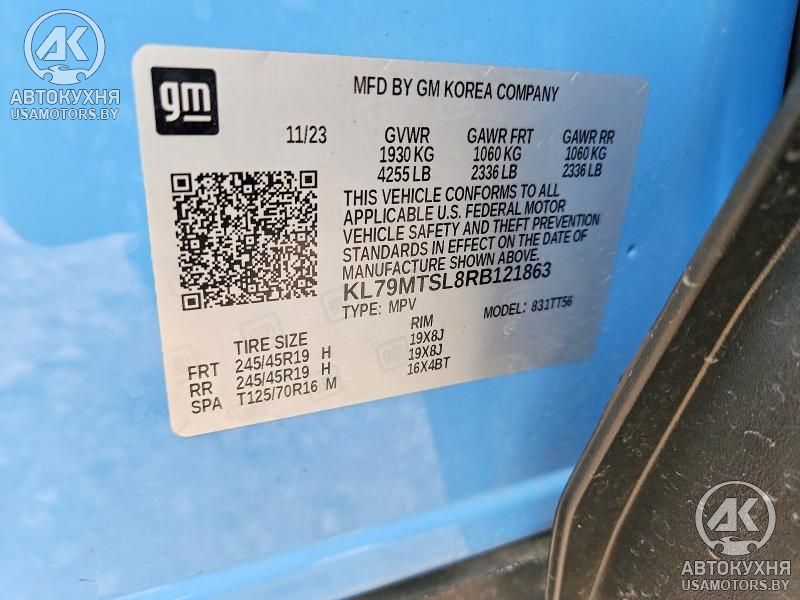 АК
АВТОКУХНЯ
USAMOTORS.BY
gm
MFD BY GM KOREA COMPANY
11/23 GVWR GAWR FRT GAWR RR
1930 KG 1060 KG 1060 KG
4255 LB 2336 LB 2336 LB
THIS VEHICLE CONFORMS TO ALL
APPLICABLE U.S. FEDERAL MOTOR
VEHICLE SAFETY AND THEFT PREVENTION
STANDARDS IN EFFECT ON THE DATE OF
MANUFACTURE SHOWN ABOVE.
KL79MTSL8RB121863
TYPE: MPV MODEL: 831TT56
TIRE SIZE RIM
FRT 245/45R19 H 19X8J
RR 245/45R19 H 19X8J
SPA T125/70R16 M 16X4BT
АК
АВТОКУХНЯ
USAMOTORS.BY